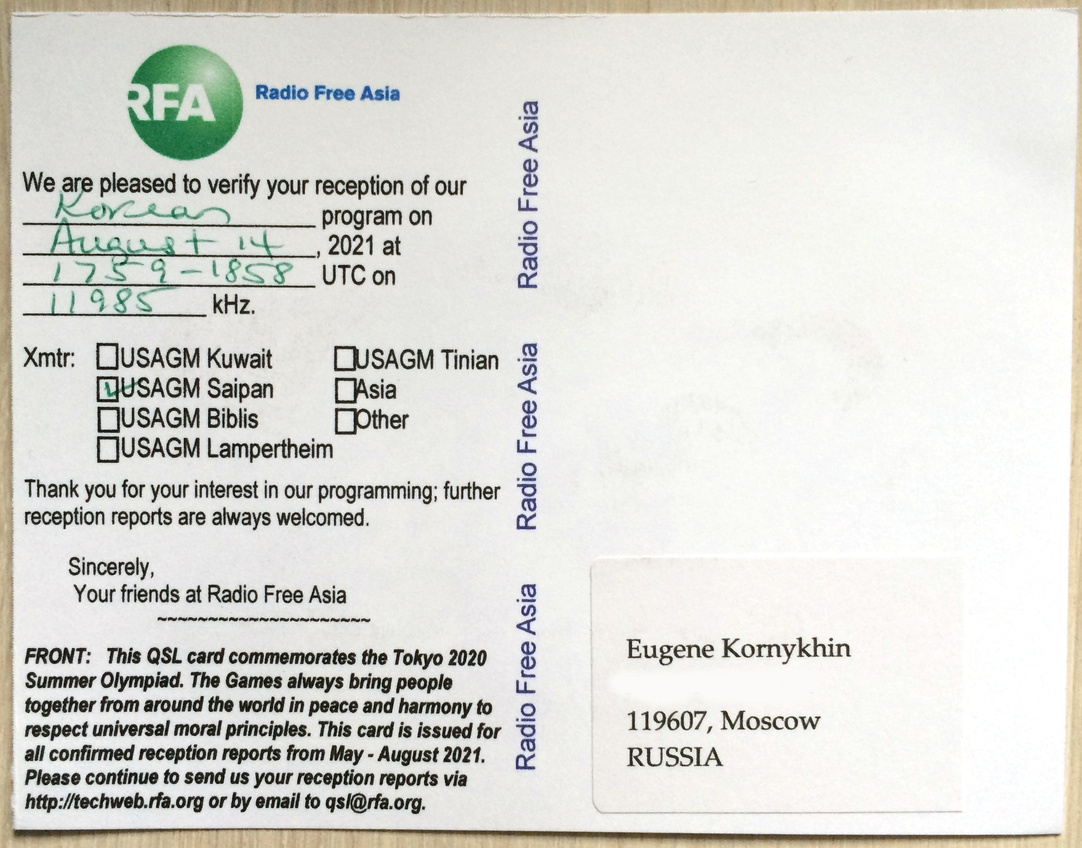 RFA
Radio Free Asia
We are pleased to verify your reception of our
Korean program on
August 14, 2021 at
1759-1858 UTC on
11985 kHz.
Xmtr: USAGM Kuwait USAGM Tinian
USAGM Saipan Asia
USAGM Biblis Other
USAGM Lampertheim
Thank you for your interest in our programming; further
reception reports are always welcomed.
Sincerely,
Your friends at Radio Free Asia
~~~~~~~~~~~~~~~~~~~~~
FRONT: This QSL card commemorates the Tokyo 2020
Summer Olympiad. The Games always bring people
together from around the world in peace and harmony to
respect universal moral principles. This card is issued for
all confirmed reception reports from May - August 2021.
Please continue to send us your reception reports via
http://techweb.rfa.org or by email to qsl@rfa.org.
Radio Free Asia
Radio Free Asia
Radio Free Asia
Eugene Kornykhin
119607, Moscow
RUSSIA